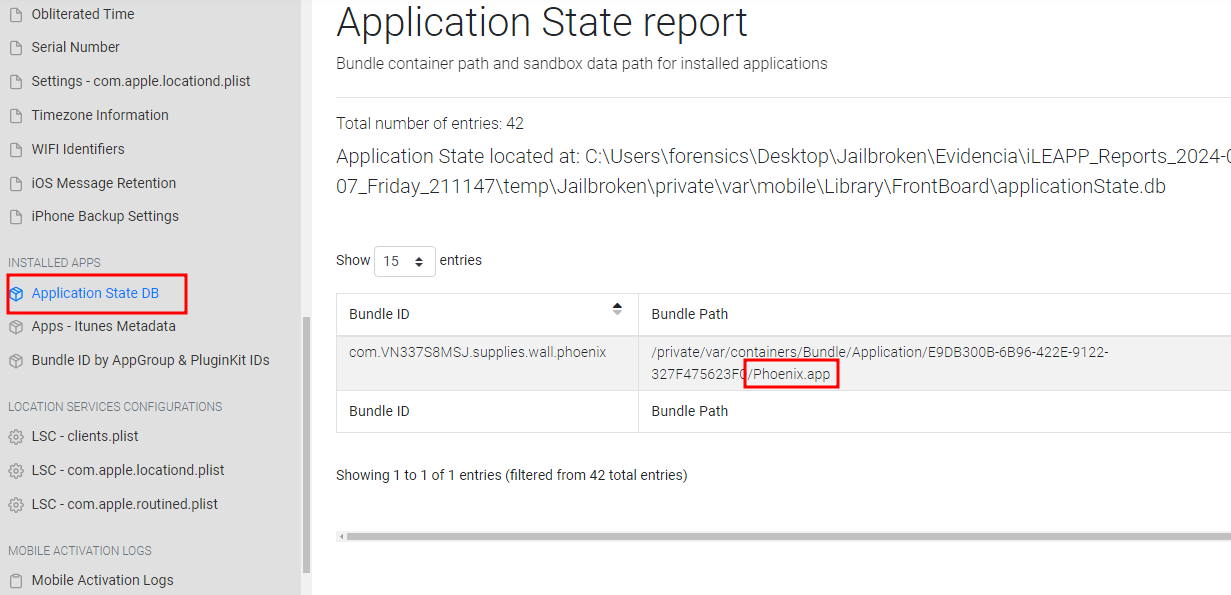 Obliterated Time
Serial Number
Settings - com.apple.locationd.plist
Timezone Information
WIFI Identifiers
iOS Message Retention
iPhone Backup Settings
INSTALLED APPS
Application State DB
Apps - Itunes Metadata
Bundle ID by AppGroup & PluginKit IDs
LOCATION SERVICES CONFIGURATIONS
LSC - clients.plist
LSC - com.apple.locationd.plist
LSC - com.apple.routined.plist
MOBILE ACTIVATION LOGS
Mobile Activation Logs
Application State report
Bundle container path and sandbox data path for installed applications
Total number of entries: 42
Application State located at: C:\Users\forensics\Desktop\Jailbroken\Evidencia\iLEAPP_Reports_2024-0
07_Friday_211147\temp\Jailbroken\private\var\mobile\Library\FrontBoard\applicationState.db
Show 15 entries
Bundle ID Bundle Path
com.VN337S8MSJ.supplies.wall.phoenix /private/var/containers/Bundle/Application/E9DB300B-6B96-422E-9122-
327F475623F0/Phoenix.app
Bundle ID Bundle Path
Showing 1 to 1 of 1 entries (filtered from 42 total entries)